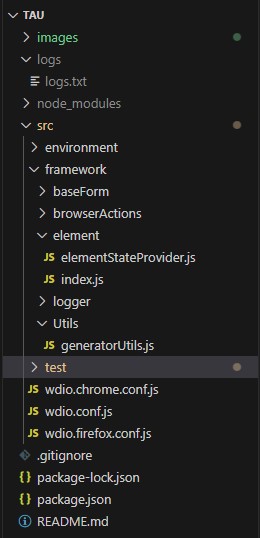 TAU
images
logs
logs.txt
node_modules
src
environment
framework
baseForm
browserActions
element
JS elementStateProvider.js
JS index.js
logger
Utils
JS generatorUtils.js
test
JS wdio.chrome.conf.js
JS wdio.conf.js
JS wdio.firefox.conf.js
.gitignore
{} package-lock.json
{} package.json
README.md